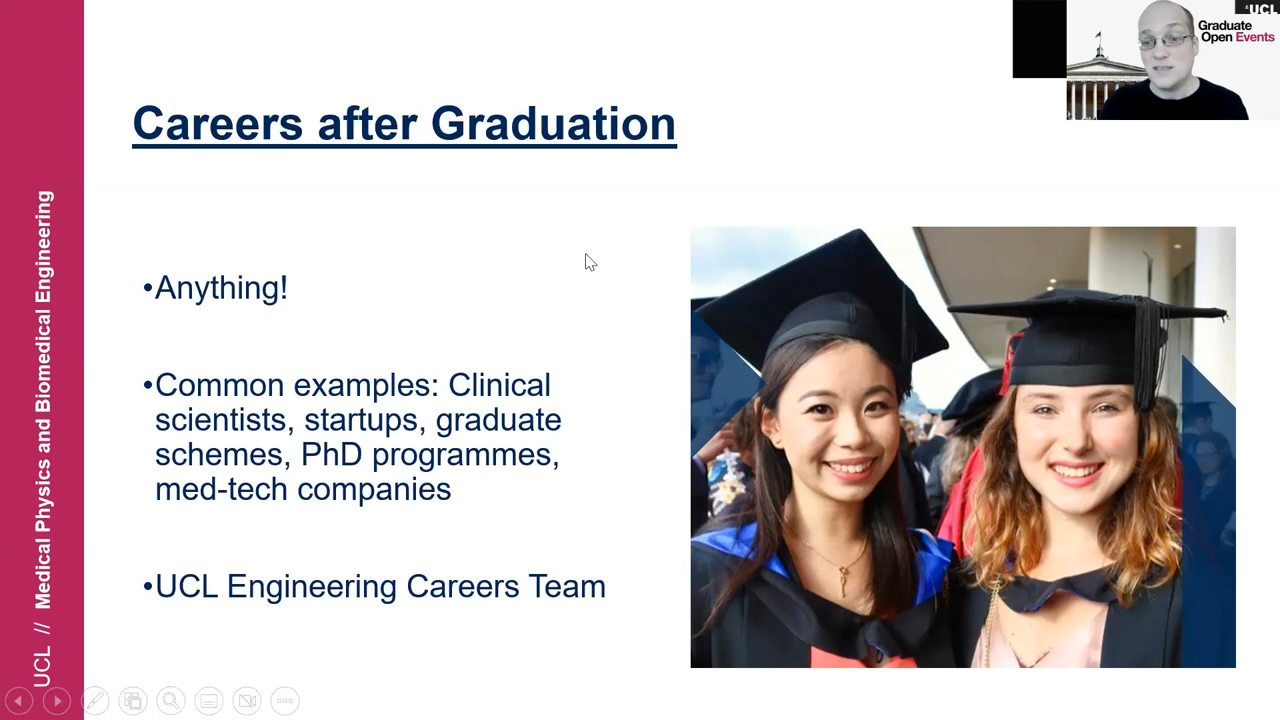 UCL
Graduate
Open Events
Careers after Graduation
•Anything!
•Common examples: Clinical
scientists, startups, graduate
schemes, PhD programmes,
med-tech companies
•UCL Engineering Careers Team
UCL // Medical Physics and Biomedical Engineering